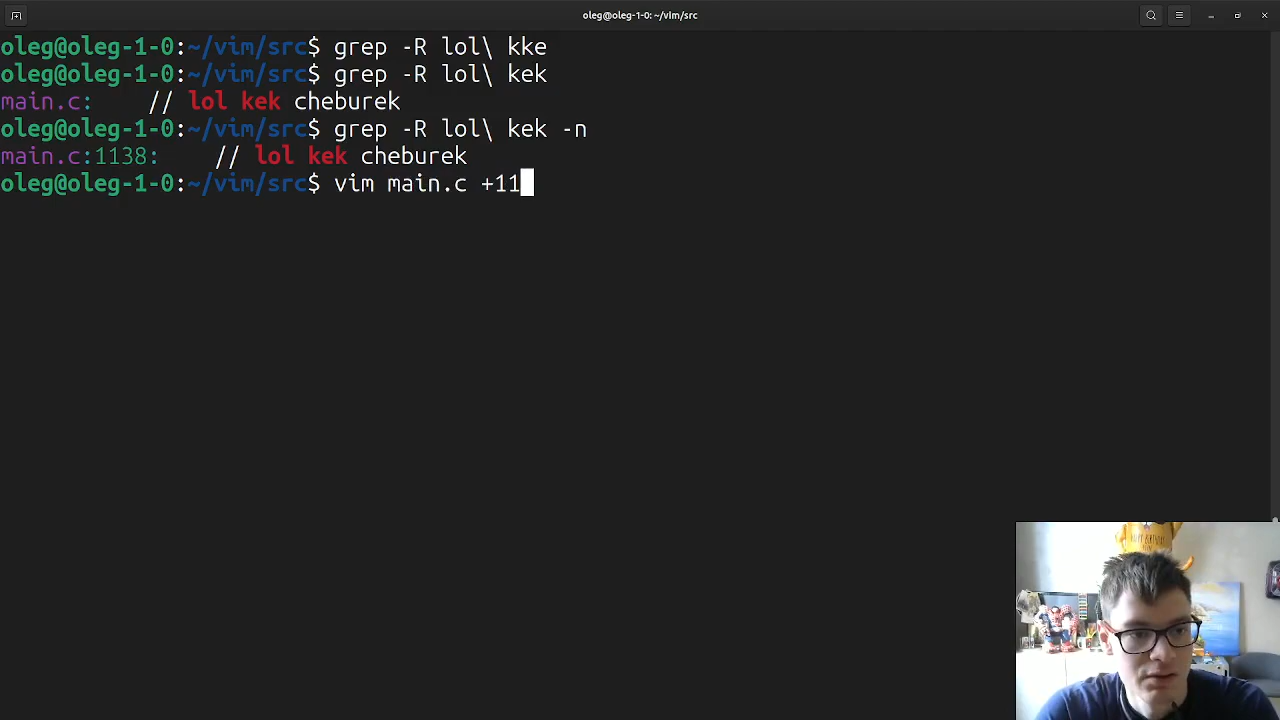 oleg@oleg-1-0: ~/vim/src
oleg@oleg-1-0:~/vim/src$ grep -R lol\ kke
oleg@oleg-1-0:~/vim/src$ grep -R lol\ kek
main.c:    // lol kek cheburek
oleg@oleg-1-0:~/vim/src$ grep -R lol\ kek -n
main.c:1138:    // lol kek cheburek
oleg@oleg-1-0:~/vim/src$ vim main.c +11